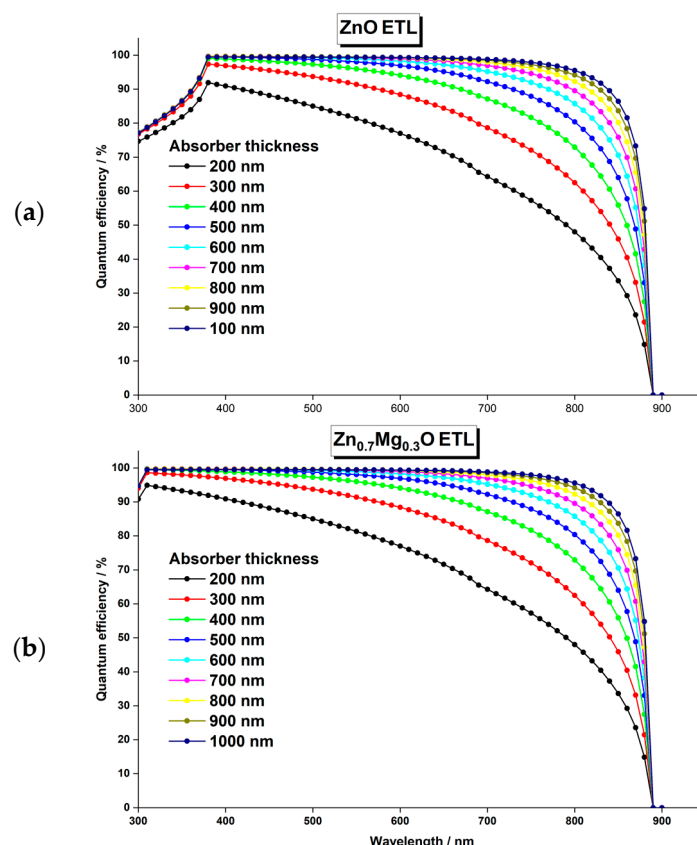 (a)
ZnO ETL
Quantum efficiency / %
100
90
80
70
60
50
40
30
20
10
0
Absorber thickness
200 nm
300 nm
400 nm
500 nm
600 nm
700 nm
800 nm
900 nm
100 nm
300 400 500 600 700 800 900
(b)
Zn0.7Mg0.3O ETL
Quantum efficiency / %
100
90
80
70
60
50
40
30
20
10
0
Absorber thickness
200 nm
300 nm
400 nm
500 nm
600 nm
700 nm
800 nm
900 nm
1000 nm
300 400 500 600 700 800 900
Wavelength / nm